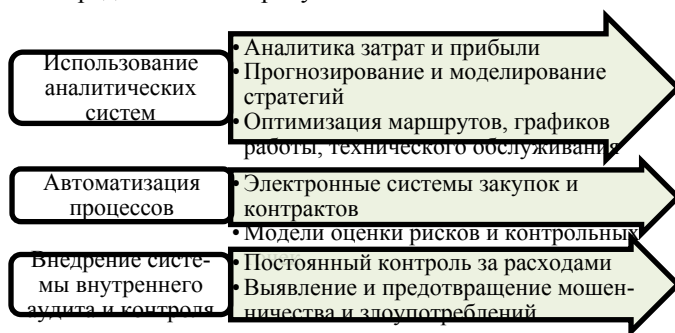 Использование
аналитических
систем
• Аналитика затрат и прибыли
• Прогнозирование и моделирование
стратегий
• Оптимизация маршрутов, графиков
работы, технического обслуживания
Автоматизация
процессов
• Электронные системы закупок и
контрактов
• Модели оценки рисков и контрольных
Внедрение систе-
мы внутреннего
аудита и контроля
• Постоянный контроль за расходами
• Выявление и предотвращение мошен-
ничества и злоупотреблений